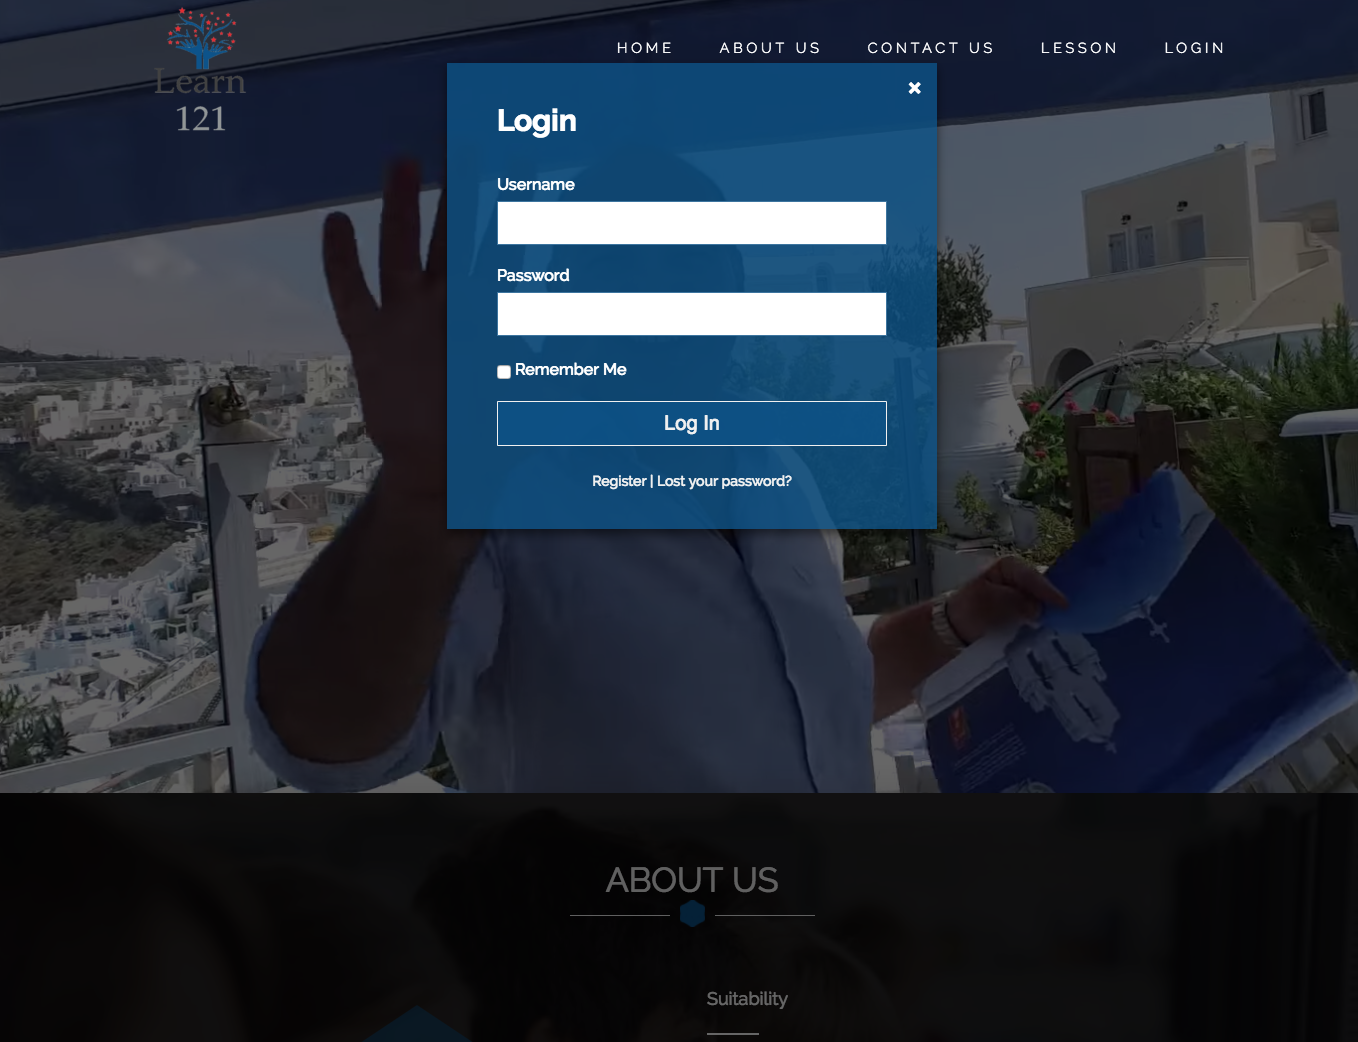 Learn
121
HOME
ABOUT US
CONTACT US
LESSON
LOGIN
Login
Username
Password
Remember Me
Log In
Register | Lost your password?
ABOUT US
Suitability